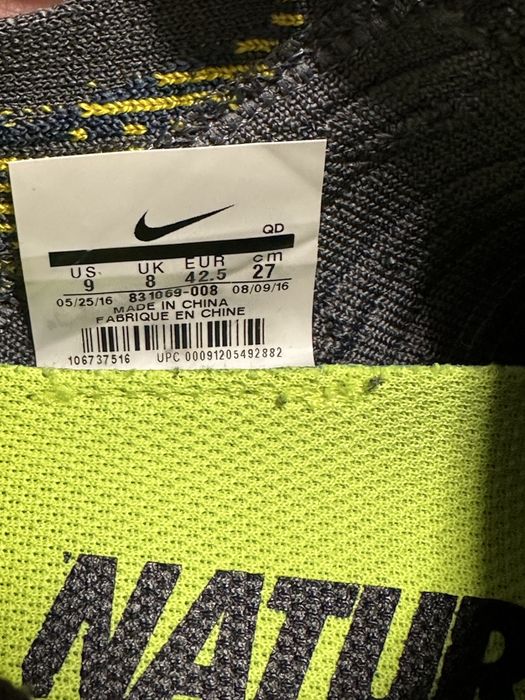 QD
US UK EUR cm
9 8 42.5 27
05/25/16 831069-008 08/09/16
MADE IN CHINA
FABRIQUE EN CHINE
106737516 UPC 00091205492882
NATUR